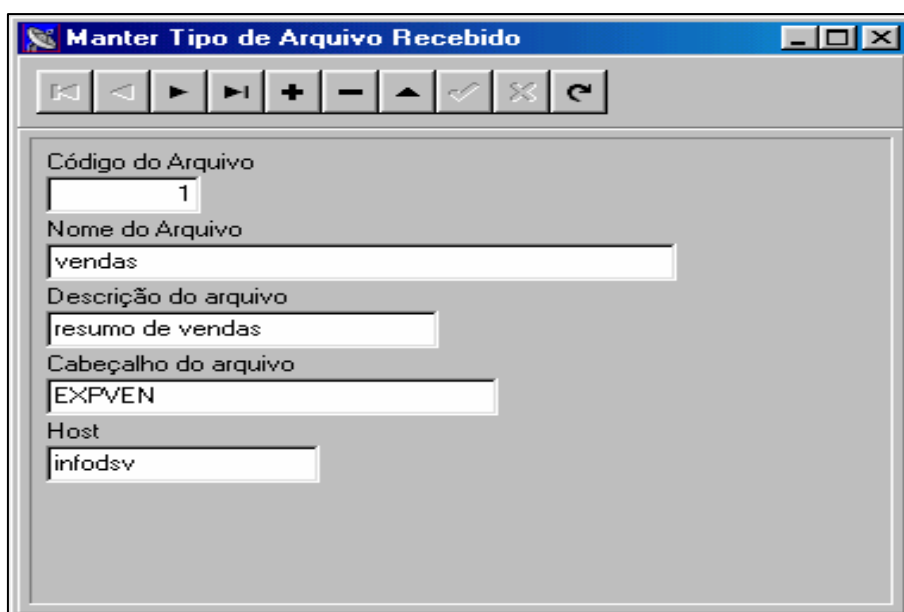 Manter Tipo de Arquivo Recebido
Código do Arquivo
1
Nome do Arquivo
vendas
Descrição do arquivo
resumo de vendas
Cabeçalho do arquivo
EXPVEN
Host
infodsv